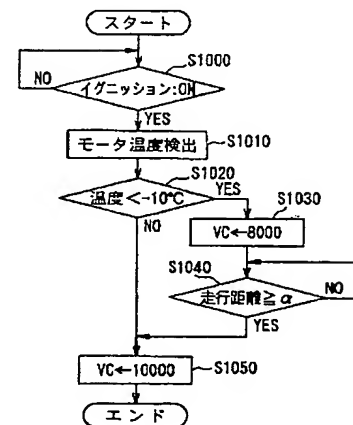 スタート
S1000
NO
イグニッション:ON
YES
モータ温度検出
S1010
S1020
温度<-10℃
YES
NO
S1030
VC←8000
S1040
走行距離≧α
NO
YES
VC←10000
S1050
エンド